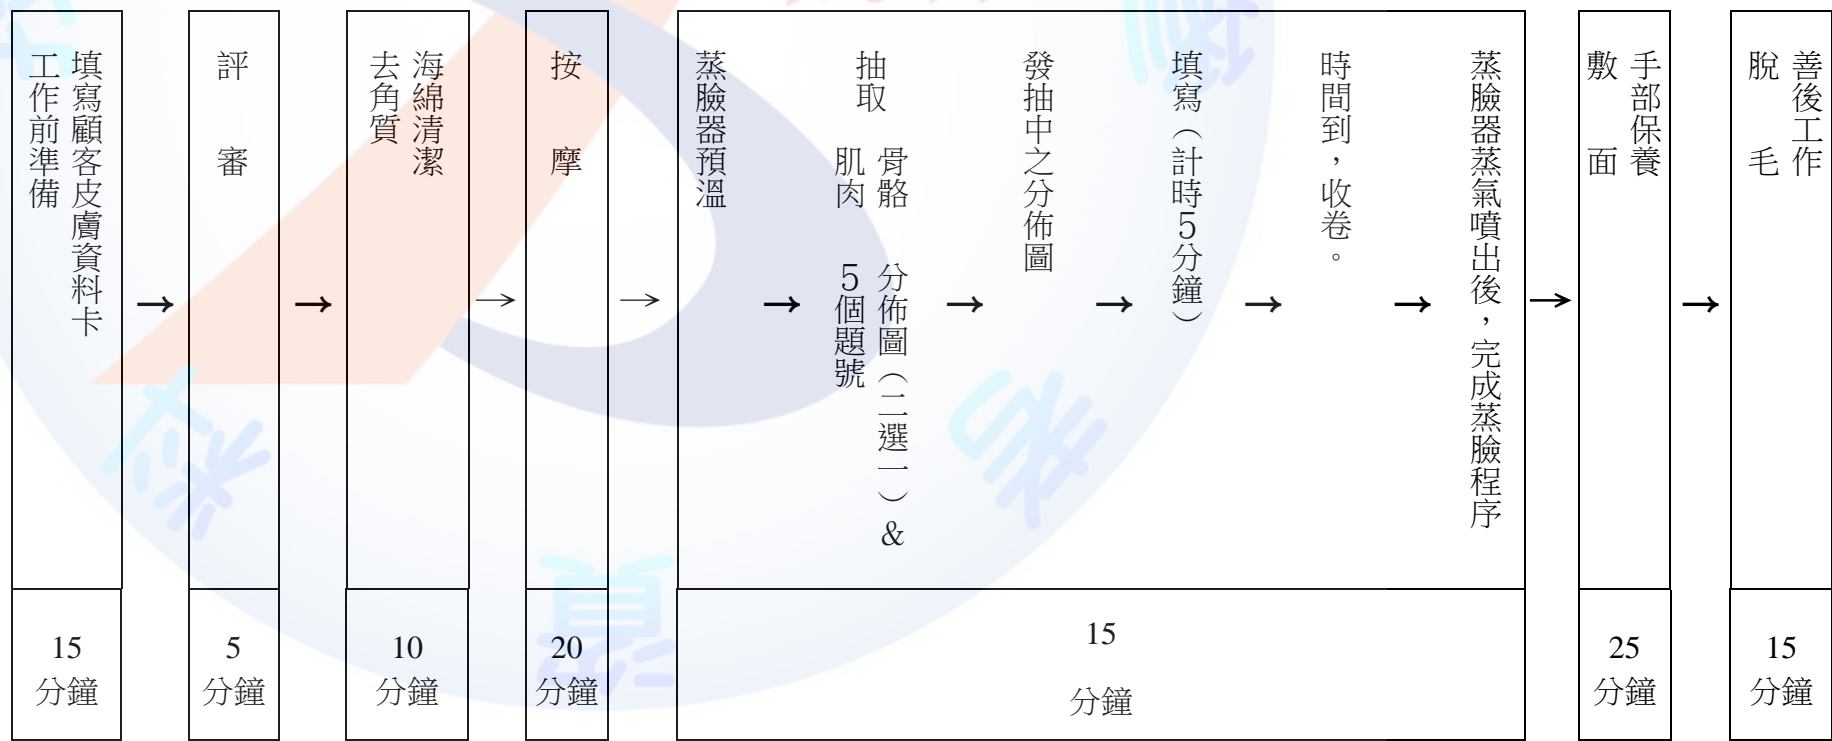 工作前準備
填寫顧客皮膚資料卡
15
分鐘
→
評 審
5
分鐘
→
去角質
海綿清潔
10
分鐘
→
按 摩
20
分鐘
→
蒸臉器預溫
→
抽取
骨骼
肌肉
分佈圖（二選一）&
5個題號
→
發抽中之分佈圖
→
填寫（計時5分鐘）
→
時間到，收卷。
→
蒸臉器蒸氣噴出後，完成蒸臉程序
15
分鐘
→
敷 面
手部保養
25
分鐘
→
脫 毛
善後工作
15
分鐘